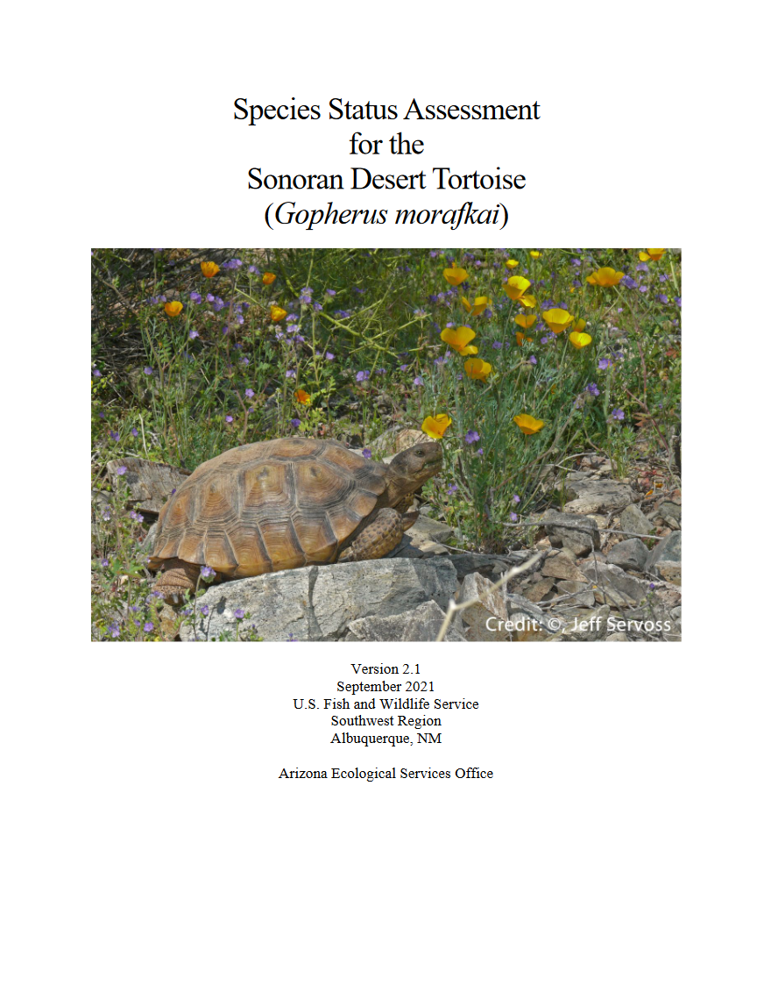 Species Status Assessment
for the
Sonoran Desert Tortoise
(Gopherus morafkai)
Credit: ©, Jeff Servoss
Version 2.1
September 2021
U.S. Fish and Wildlife Service
Southwest Region
Albuquerque, NM
Arizona Ecological Services Office